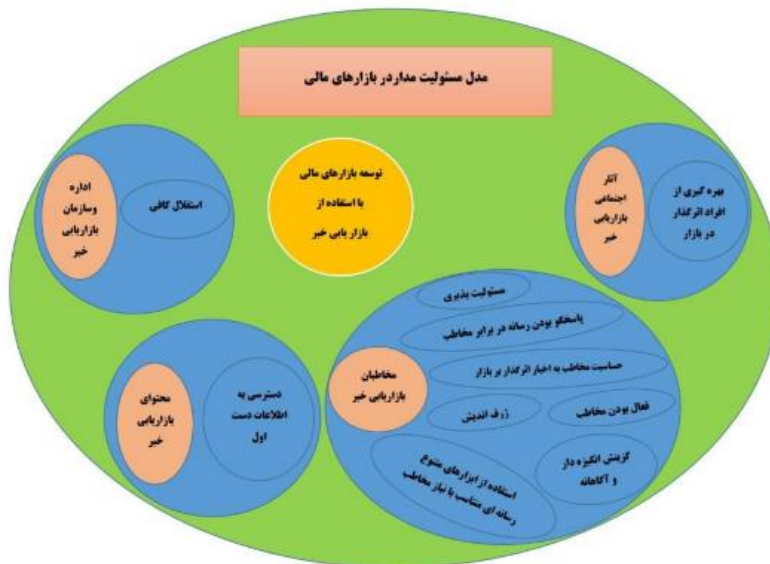 مدل مسئولیت مداردر بازارهای مالی
توسعه بازارهای مالی
با استفاده از
بازار یابی خبر
آثار
اجتماعی
بازاریابی
خبر
بهره گیری از
افراد اثرگذار
در بازار
اداره
وسازمان
بازاریابی
خبر
استقلال کافی
مخاطبان
بازاریابی خبر
مسئولیت پذیری
پاسخگو بودن رسانه در برابر مخاطب
حساسیت مخاطب به اخبار اثرگذار بر بازار
فعال بودن مخاطب
ژرف اندیش
گزینش انگیزه دار
و آگاهانه
استفاده از ابزارهای متنوع
رسانه ای متناسب با نیاز مخاطب
محتوای
بازاریابی
خبر
دسترسی به
اطلاعات دست
اول